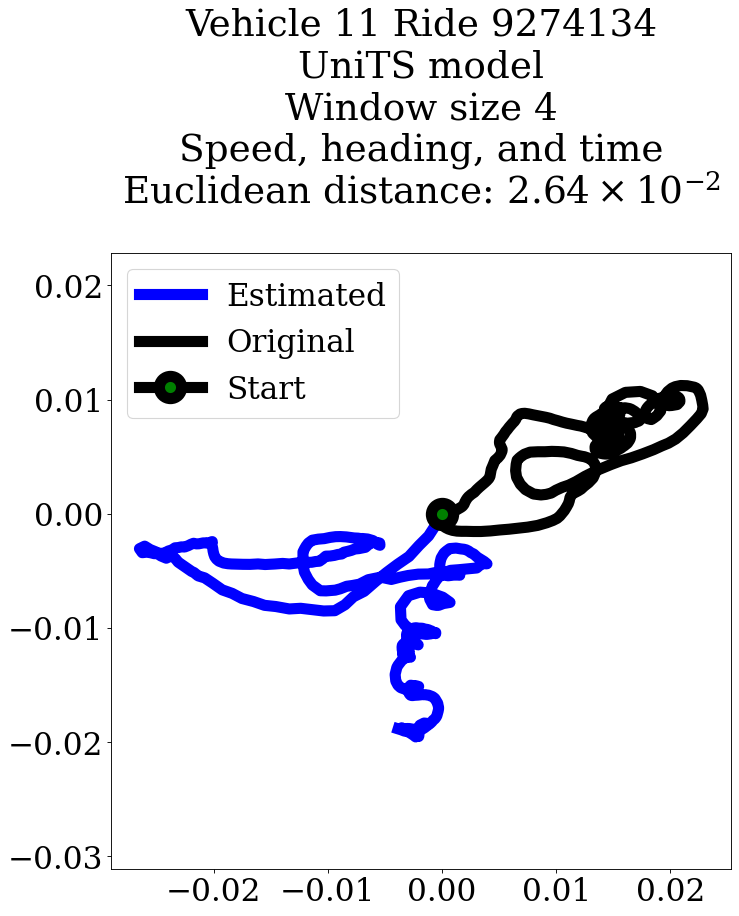 Vehicle 11 Ride 9274134
UniTS model
Window size 4
Speed, heading, and time
Euclidean distance: 2.64 × 10⁻²
0.02
Estimated
Original
0.01
Start
0.00
−0.01
−0.02
−0.03
−0.02 −0.01 0.00 0.01 0.02